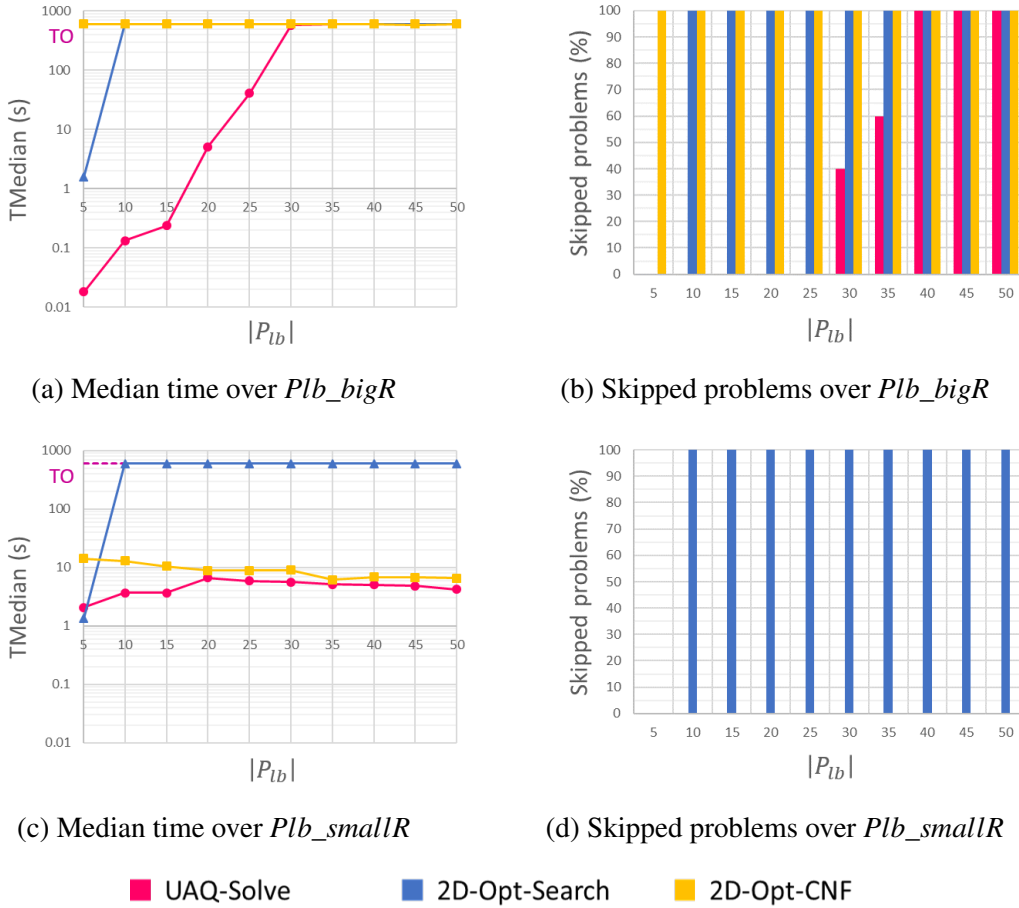 1000
TO
100
10
1
0.1
0.01
TMedian (s)
5 10 15 20 25 30 35 40 45 50
|P_lb|
(a) Median time over Plb_bigR
100
90
80
70
60
50
40
30
20
10
0
Skipped problems (%)
5 10 15 20 25 30 35 40 45 50
|P_lb|
(b) Skipped problems over Plb_bigR
1000
TO
100
10
1
0.1
0.01
TMedian (s)
5 10 15 20 25 30 35 40 45 50
|P_lb|
(c) Median time over Plb_smallR
100
90
80
70
60
50
40
30
20
10
0
Skipped problems (%)
5 10 15 20 25 30 35 40 45 50
|P_lb|
(d) Skipped problems over Plb_smallR
UAQ-Solve 2D-Opt-Search 2D-Opt-CNF